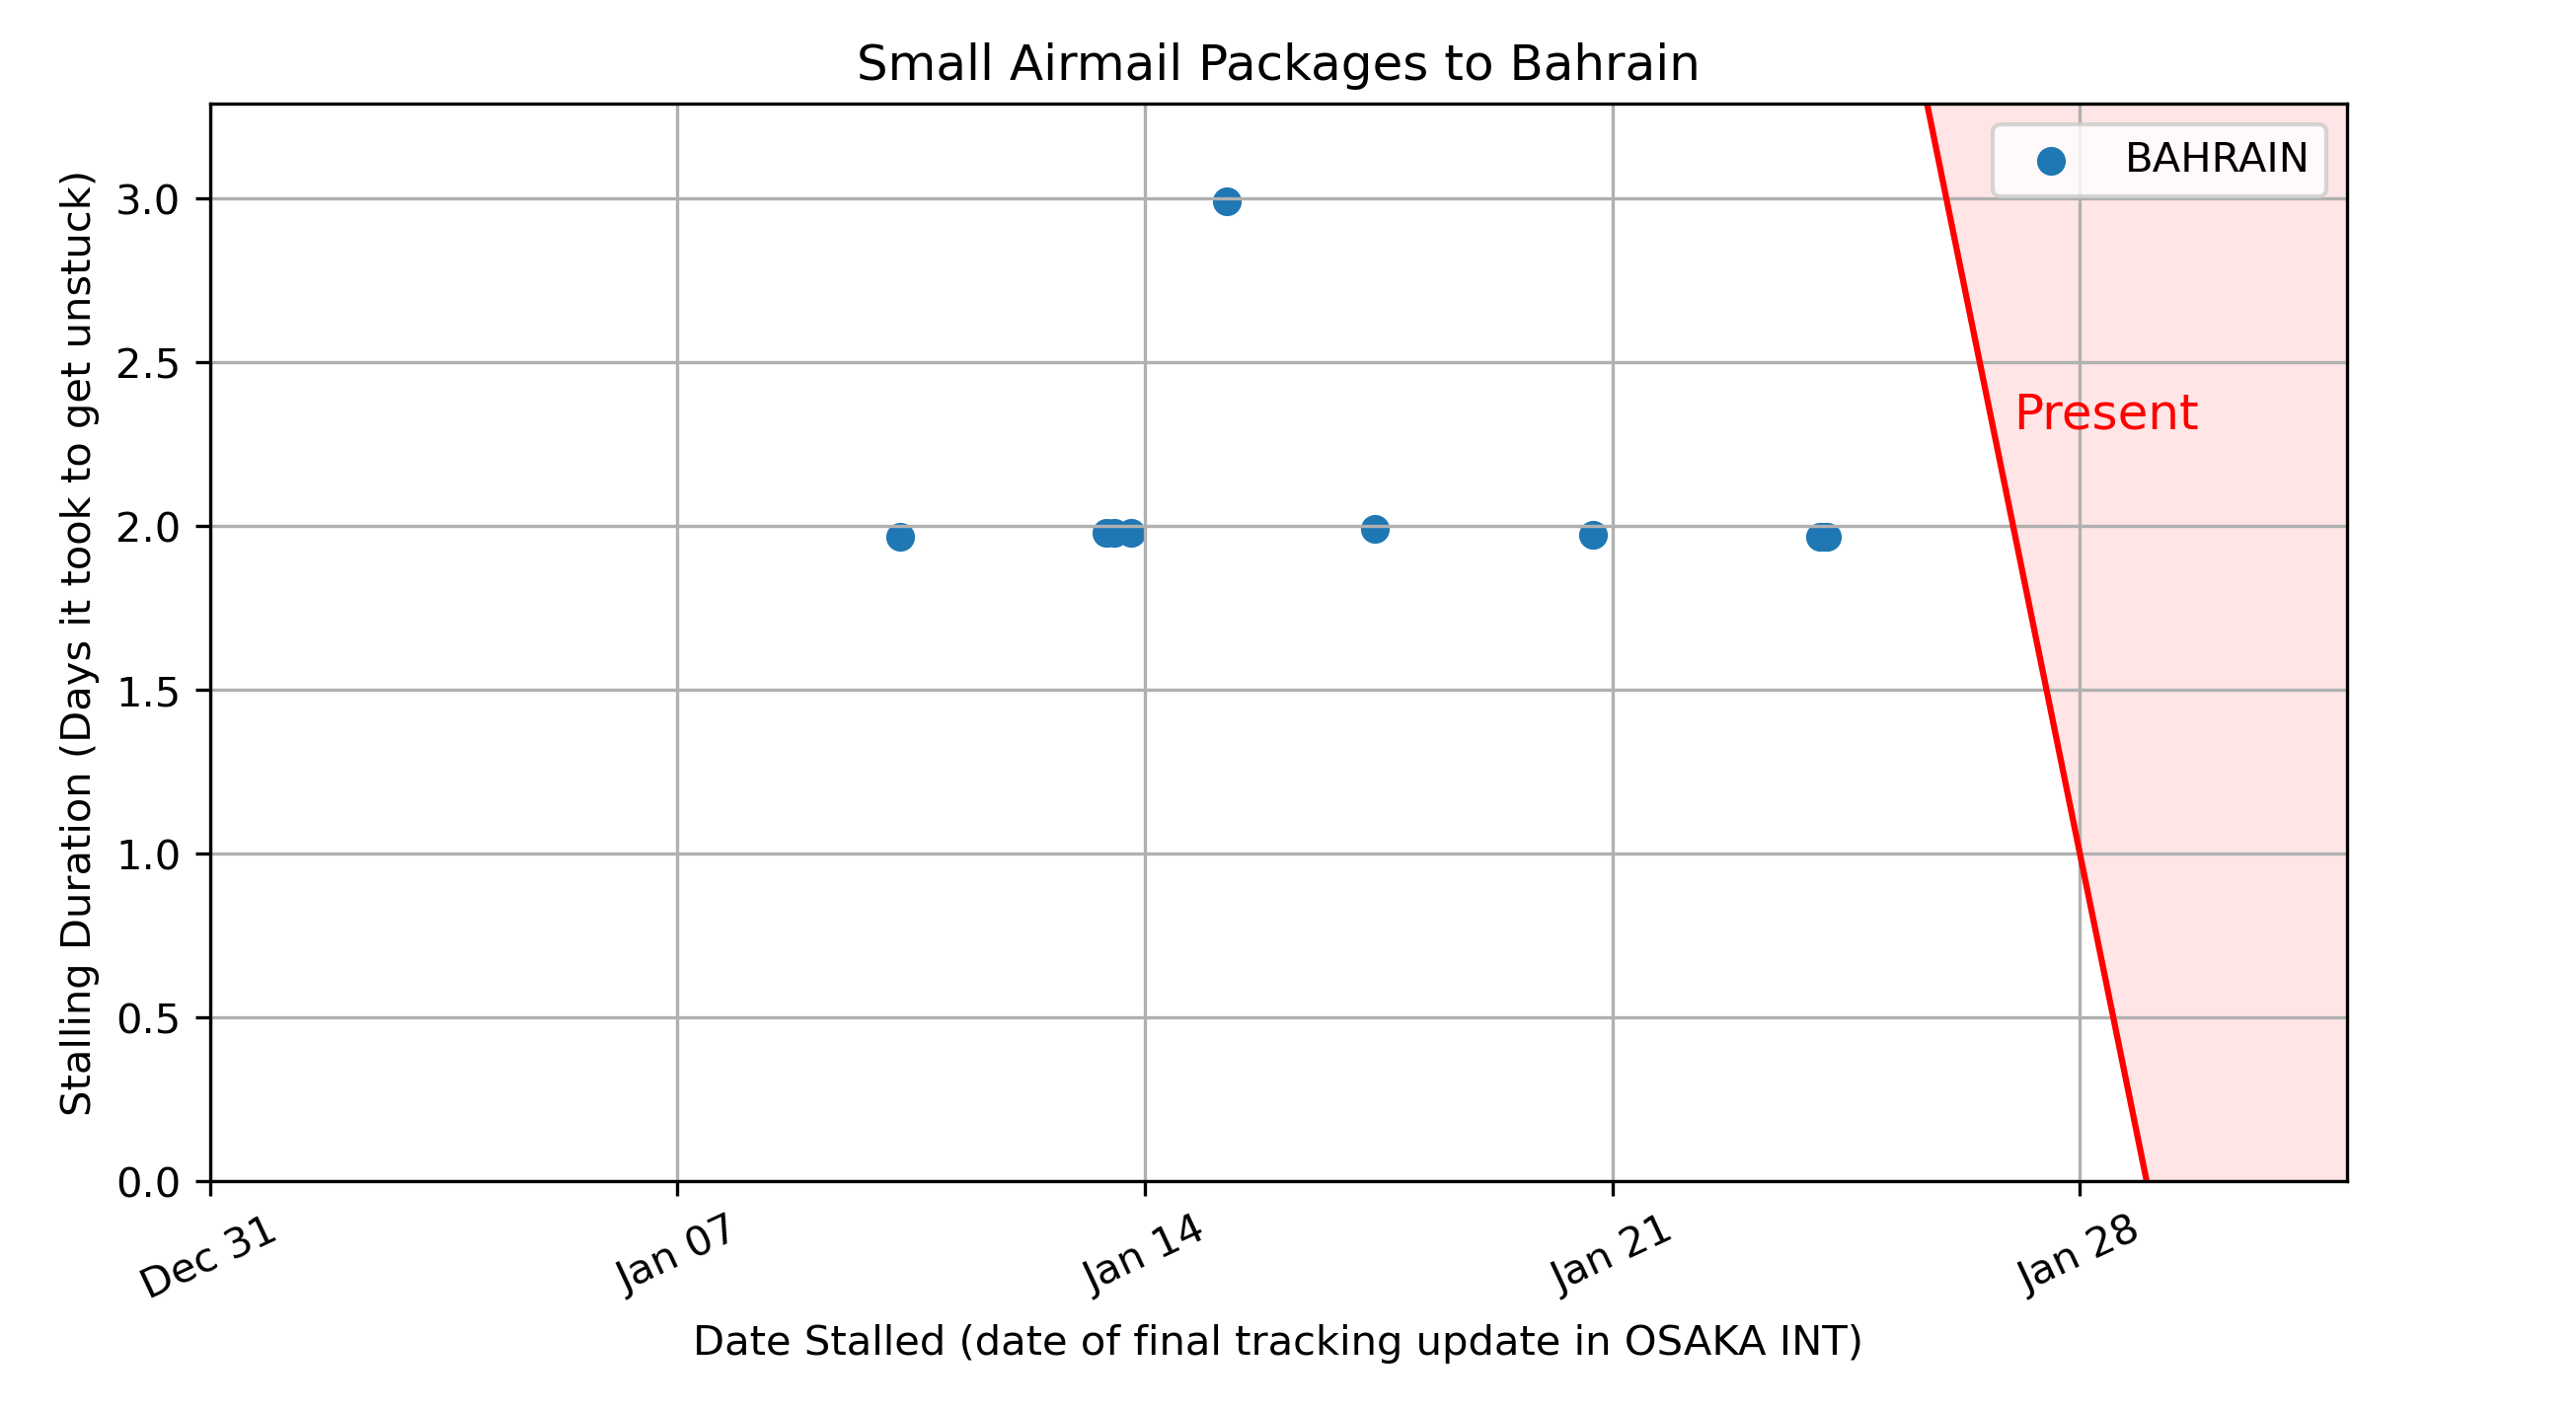 Small Airmail Packages to Bahrain
BAHRAIN
Present
Stalling Duration (Days it took to get unstuck)
3.0
2.5
2.0
1.5
1.0
0.5
0.0
Dec 31
Jan 07
Jan 14
Jan 21
Jan 28
Date Stalled (date of final tracking update in OSAKA INT)